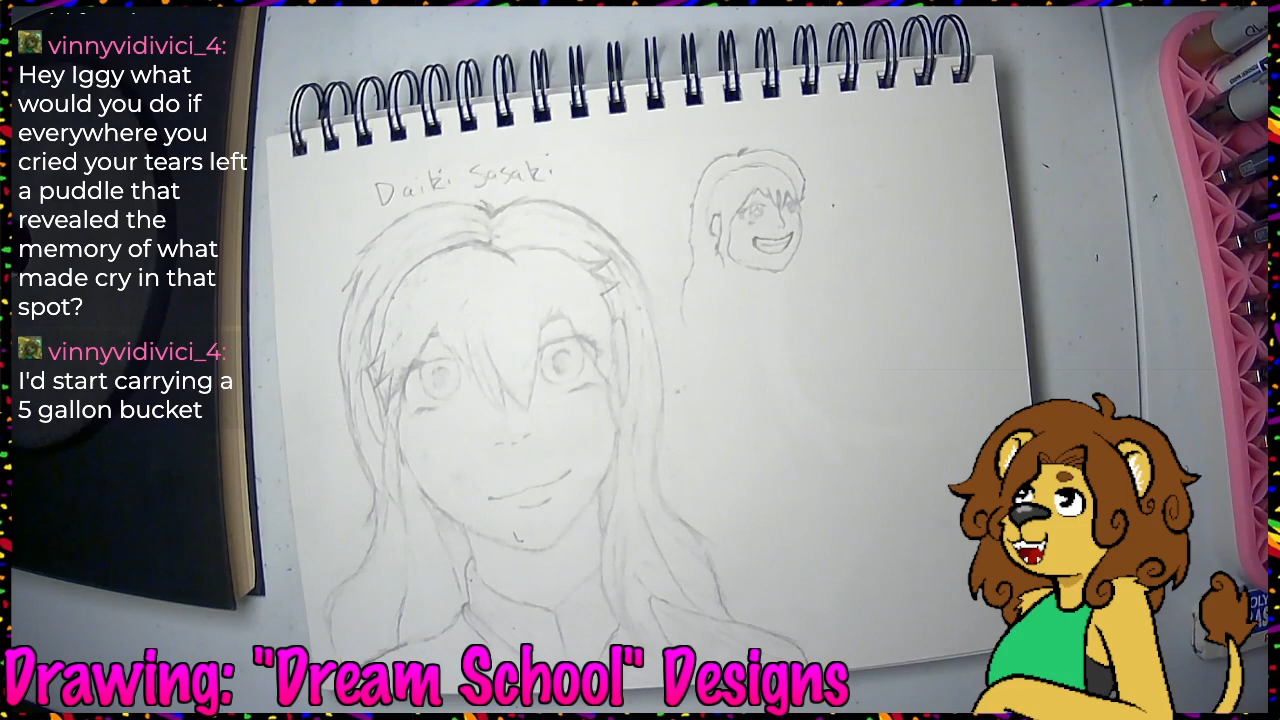 vinnyvidivici_4:
Hey Iggy what
would you do if
everywhere you
cried your tears left
a puddle that
revealed the
memory of what
made cry in that
spot?
vinnyvidivici_4:
I'd start carrying a
5 gallon bucket
Daiki Sasaki
Drawing: "Dream School" Designs